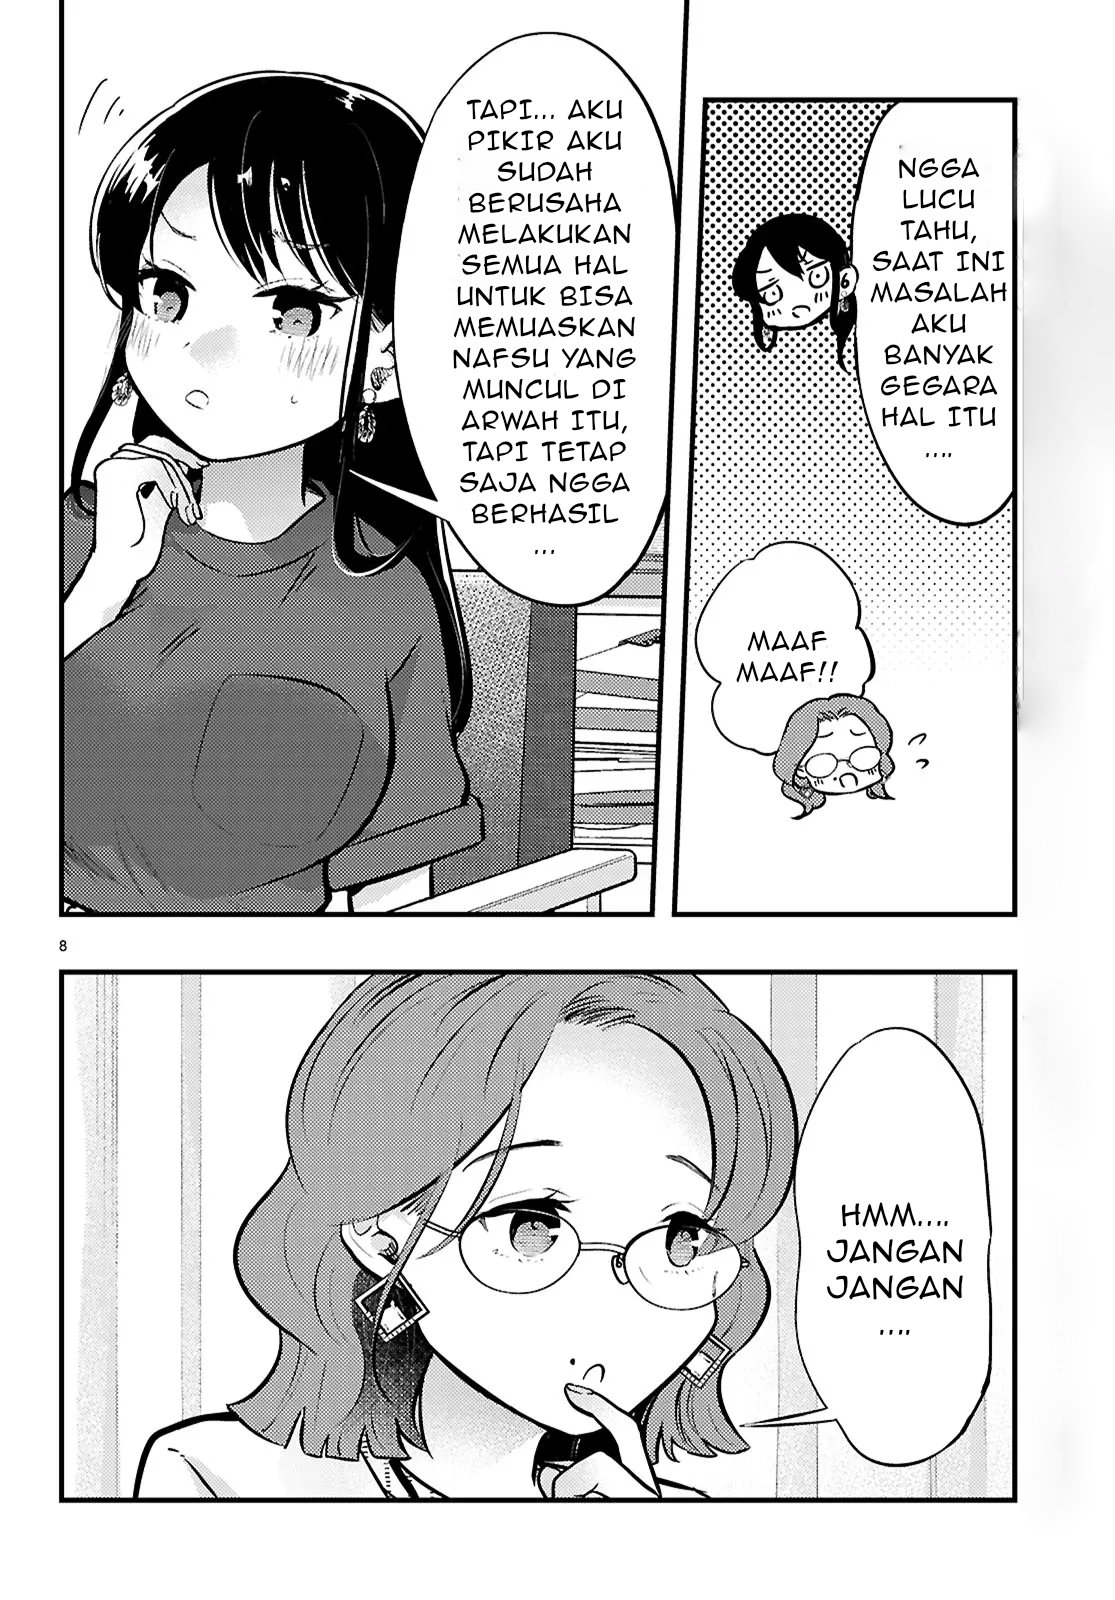 NGGA
LUCU
TAHU,
SAAT INI
MASALAH
AKU
BANYAK
GEGARA
HAL ITU
....
MAAF
MAAF!!
TAPI... AKU
PIKIR AKU
SUDAH
BERUSAHA
MELAKUKAN
SEMUA HAL
UNTUK BISA
MEMUASKAN
NAFSU YANG
MUNCUL DI
ARWAH ITU,
TAPI TETAP
SAJA NGGA
BERHASIL
...
8
HMM....
JANGAN
JANGAN
....